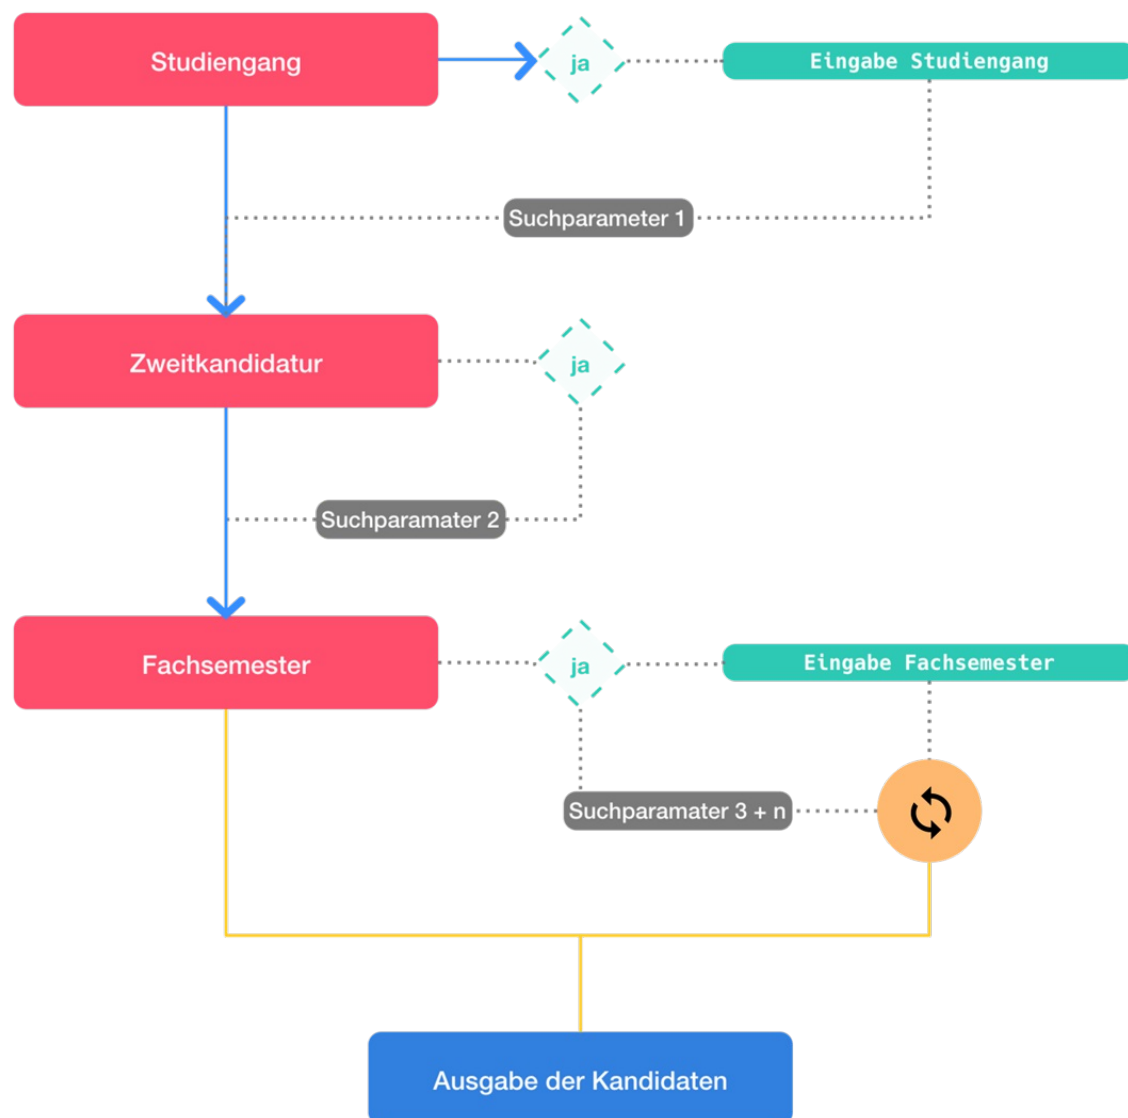 Studiengang
ja
Eingabe Studiengang
Suchparameter 1
Zweitkandidatur
ja
Suchparamater 2
Fachsemester
ja
Eingabe Fachsemester
Suchparamater 3 + n
Ausgabe der Kandidaten